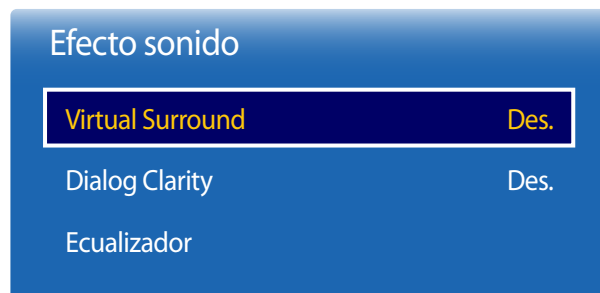 Efecto sonido
Virtual Surround Des.
Dialog Clarity Des.
Ecualizador